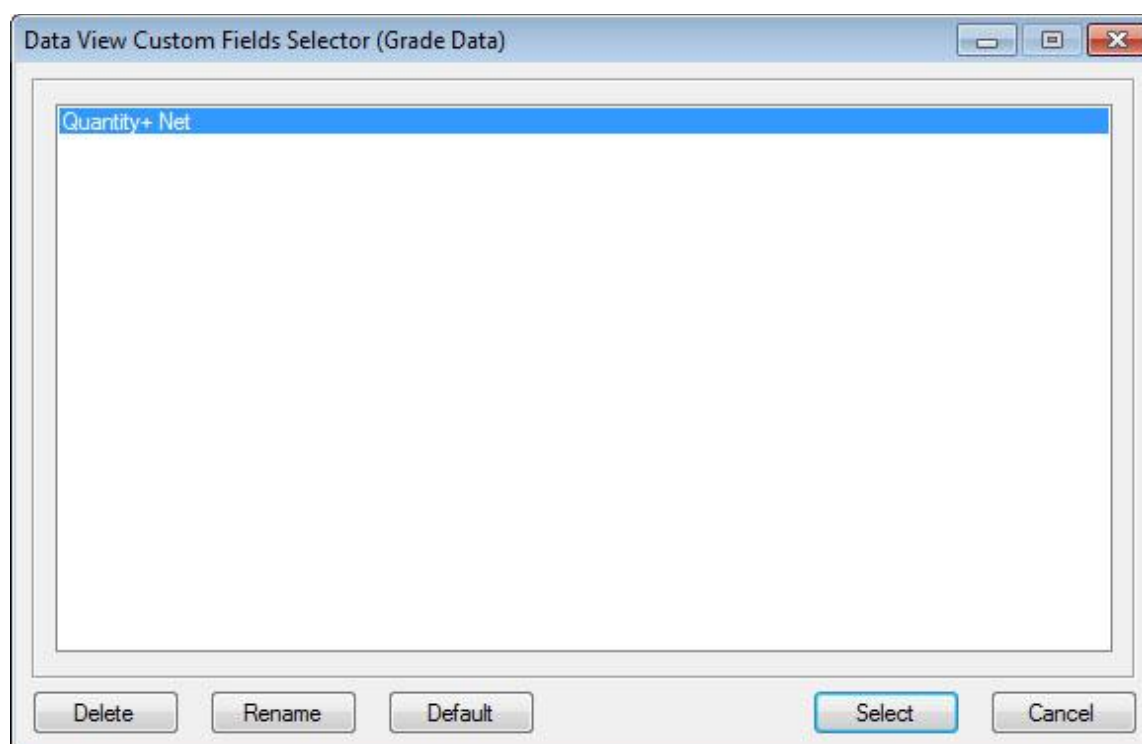 Data View Custom Fields Selector (Grade Data)
Quantity+ Net
Delete Rename Default Select Cancel